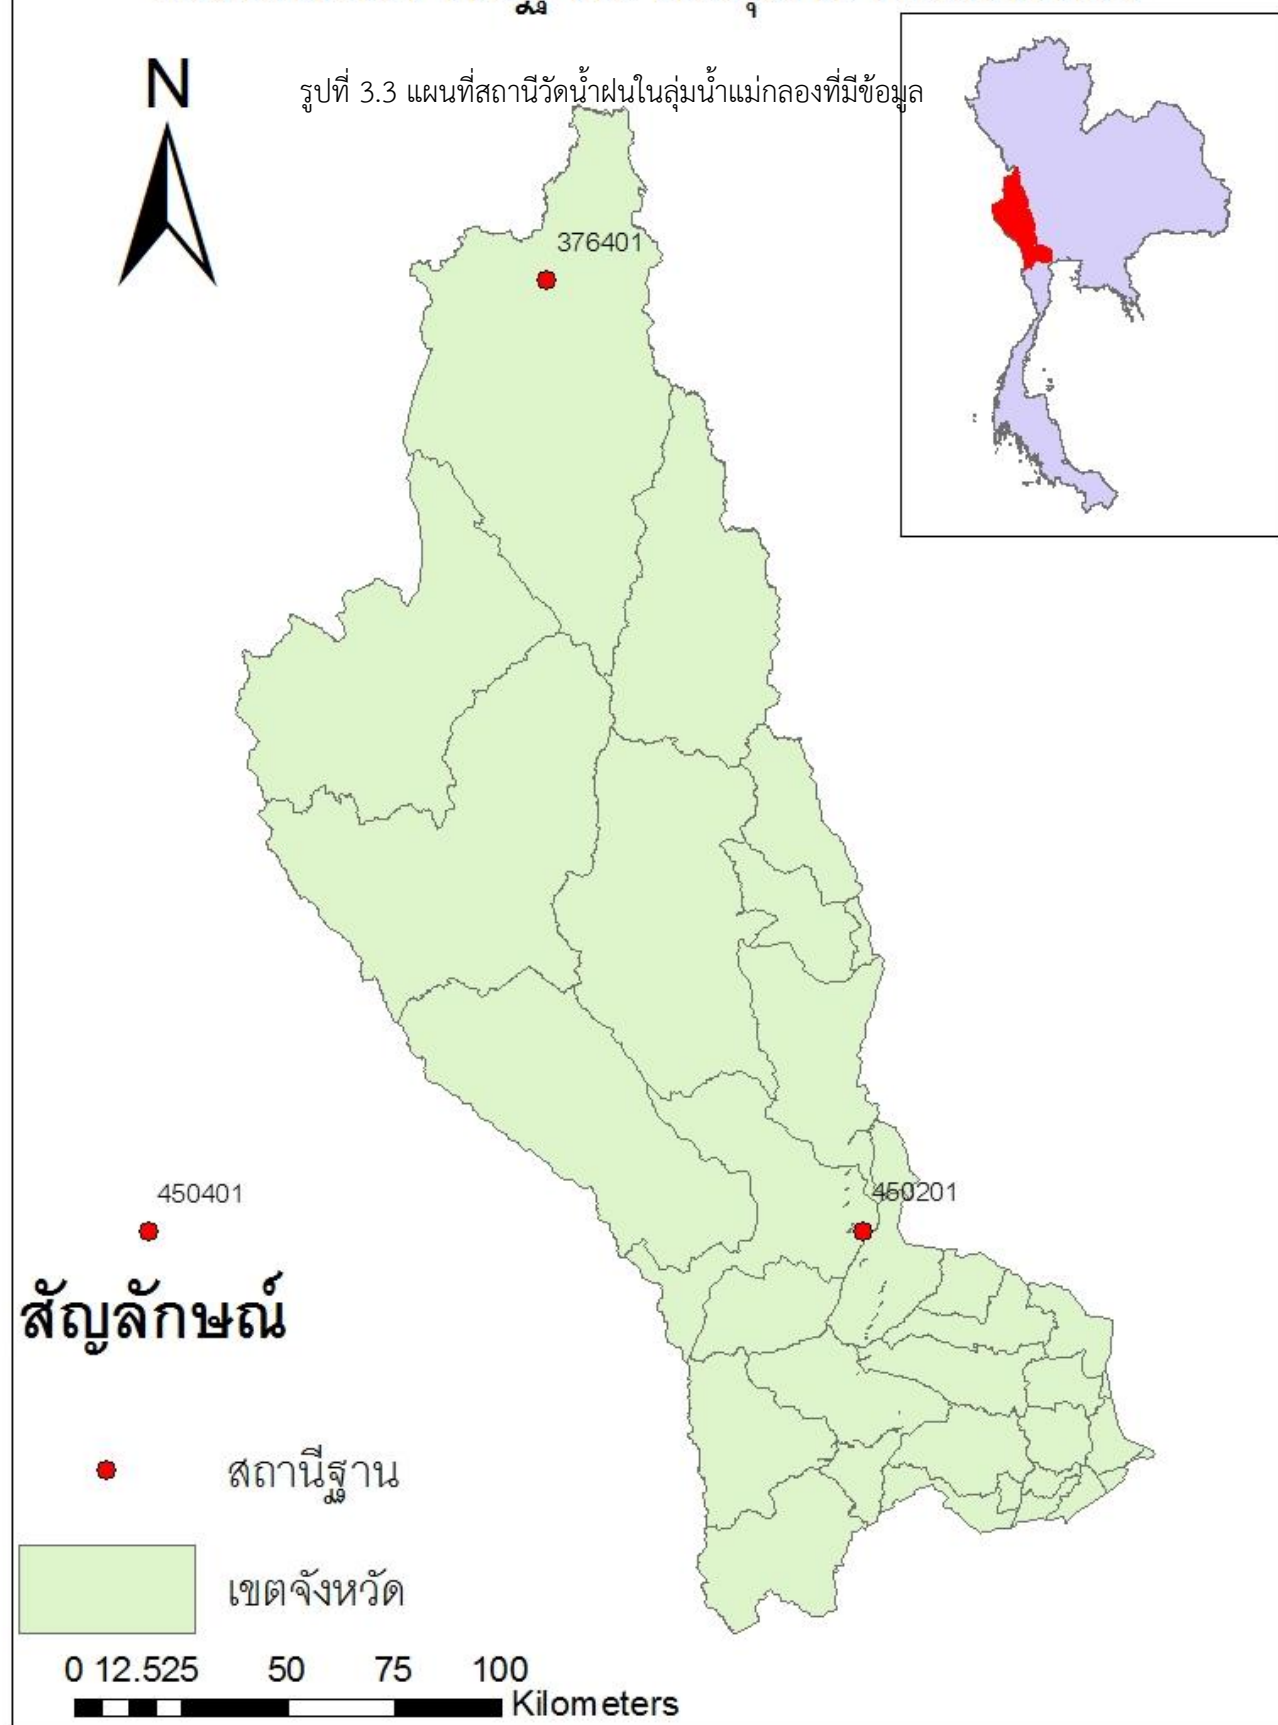 N
รูปที่ 3.3 แผนที่สถานีวัดน้ำฝนในลุ่มน้ำแม่กลองที่มีข้อมูล
376401
450401
450201
สัญลักษณ์
สถานีฐาน
เขตจังหวัด
0 12.525 50 75 100
Kilometers